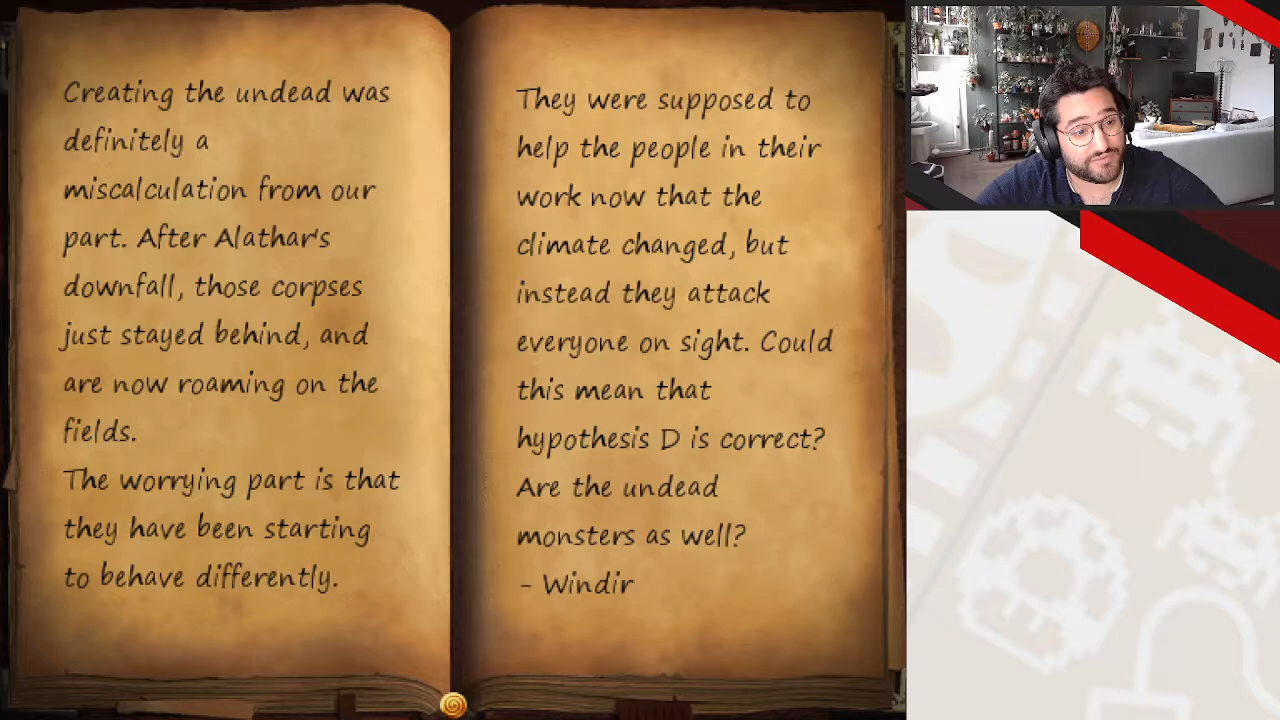 Creating the undead was
definitely a
miscalculation from our
part. After Alathar's
downfall, those corpses
just stayed behind, and
are now roaming on the
fields.
The worrying part is that
they have been starting
to behave differently.
They were supposed to
help the people in their
work now that the
climate changed, but
instead they attack
everyone on sight. Could
this mean that
hypothesis D is correct?
Are the undead
monsters as well?
- Windir